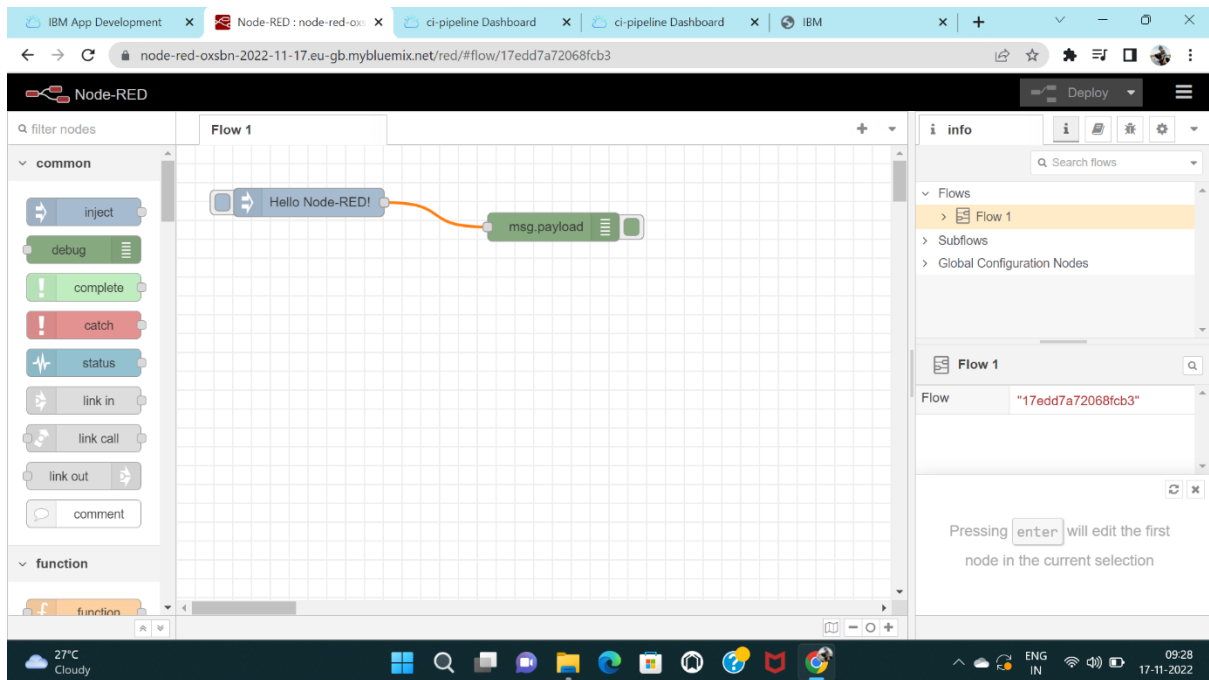 IBM App Development
Node-RED : node-red-oxs
ci-pipeline Dashboard
ci-pipeline Dashboard
IBM
node-red-oxsbn-2022-11-17.eu-gb.mybluemix.net/red/#flow/17edd7a72068fcb3
Node-RED
Deploy
filter nodes
Flow 1
i info
Search flows
common
inject
debug
complete
catch
status
link in
link call
link out
comment
function
function
Hello Node-RED!
msg.payload
Flows
Flow 1
Subflows
Global Configuration Nodes
Flow 1
Flow "17edd7a72068fcb3"
Pressing enter will edit the first
node in the current selection
27°C
Cloudy
ENG
IN
09:28
17-11-2022